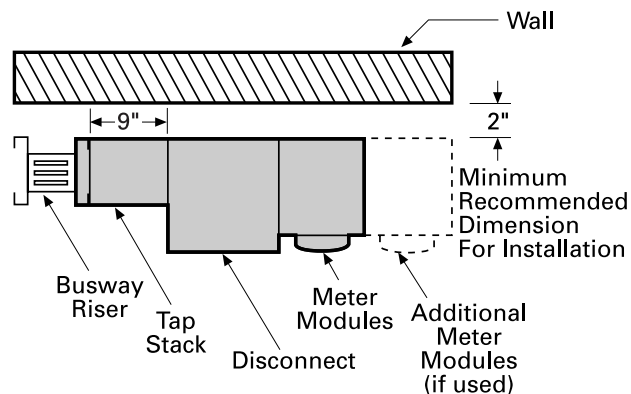 Wall
9"
2"
Minimum
Recommended
Dimension
For Installation
Busway
Riser
Tap
Stack
Disconnect
Meter
Modules
Additional
Meter
Modules
(if used)